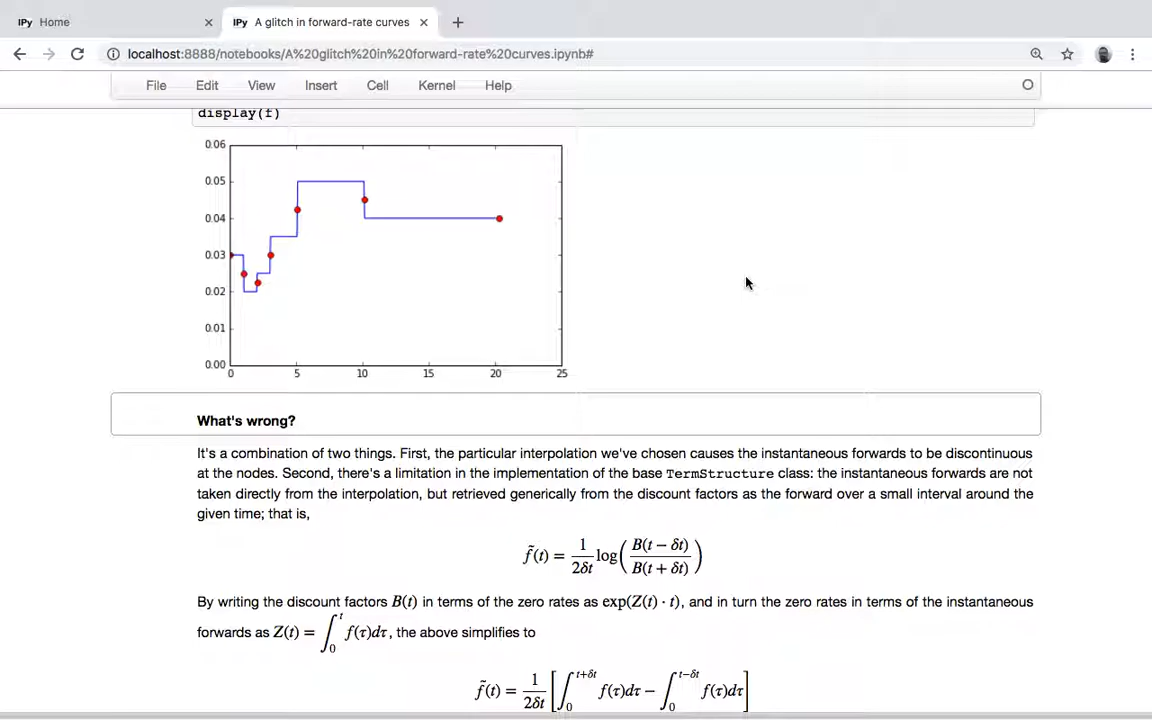 IPy Home
IPy A glitch in forward-rate curves
localhost:8888/notebooks/A%20glitch%20in%20forward-rate%20curves.ipynb#
File Edit View Insert Cell Kernel Help
display(f)
0.06
0.05
0.04
0.03
0.02
0.01
0.00
0 5 10 15 20 25
What's wrong?
It's a combination of two things. First, the particular interpolation we've chosen causes the instantaneous forwards to be discontinuous
at the nodes. Second, there's a limitation in the implementation of the base TermStructure class: the instantaneous forwards are not
taken directly from the interpolation, but retrieved generically from the discount factors as the forward over a small interval around the
given time; that is,
f̃(t) = 1/2δt log( B(t − δt) / B(t + δt) )
By writing the discount factors B(t) in terms of the zero rates as exp(Z(t) · t), and in turn the zero rates in terms of the instantaneous
forwards as Z(t) = ∫₀ᵗ f(τ)dτ, the above simplifies to
f̃(t) = 1/2δt [ ∫₀^{t+δt} f(τ)dτ − ∫₀^{t−δt} f(τ)dτ ]